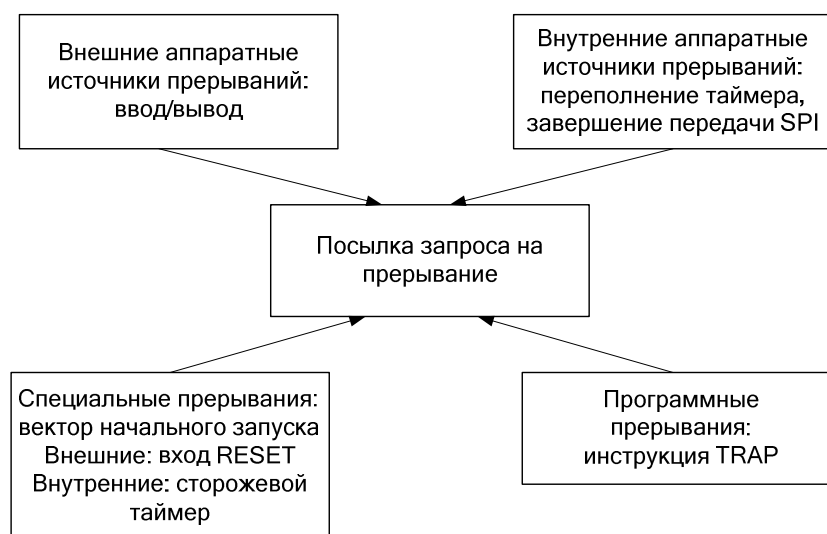 Внешние аппаратные
источники прерываний:
ввод/вывод
Внутренние аппаратные
источники прерываний:
переполнение таймера,
завершение передачи SPI
Посылка запроса на
прерывание
Специальные прерывания:
вектор начального запуска
Внешние: вход RESET
Внутренние: сторожевой
таймер
Программные
прерывания:
инструкция TRAP